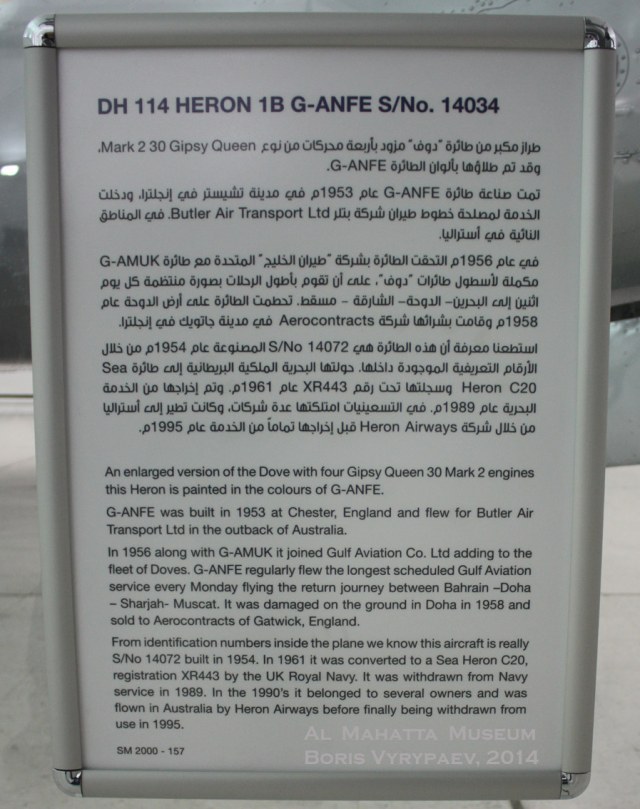 DH 114 HERON 1B G-ANFE S/No. 14034
طراز مكبر من طائرة "دوف" مزود بأربعة محركات من نوع Mark 2 30 Gipsy Queen.
وقد تم طلاؤها بألوان الطائرة G-ANFE.
تمت صناعة طائرة G-ANFE عام 1953م في مدينة تشيستر في إنجلترا، ودخلت
الخدمة لمصلحة خطوط طيران شركة بتلر Butler Air Transport Ltd. في المناطق
النائية في أستراليا.
في عام 1956م التحقت الطائرة بشركة "طيران الخليج" المتحدة مع طائرة G-AMUK
مكملة لأسطول طائرات "دوف"، على أن تقوم بأطول الرحلات بصورة منتظمة كل يوم
اثنين إلى البحرين- الدوحة- الشارقة - مسقط. تحطمت الطائرة على أرض الدوحة عام
1958م وقامت بشرائها شركة Aerocontracts في مدينة جاتويك في إنجلترا.
استطعنا معرفة أن هذه الطائرة هي S/No 14072 المصنوعة عام 1954م من خلال
الأرقام التعريفية الموجودة داخلها. حولتها البحرية الملكية البريطانية إلى طائرة Sea
Heron C20 وسجلتها تحت رقم XR443 عام 1961م. وتم إخراجها من الخدمة
البحرية عام 1989م. في التسعينيات امتلكتها عدة شركات، وكانت تطير إلى أستراليا
من خلال شركة Heron Airways قبل إخراجها تماماً من الخدمة عام 1995م.
An enlarged version of the Dove with four Gipsy Queen 30 Mark 2 engines
this Heron is painted in the colours of G-ANFE.
G-ANFE was built in 1953 at Chester, England and flew for Butler Air
Transport Ltd in the outback of Australia.
In 1956 along with G-AMUK it joined Gulf Aviation Co. Ltd adding to the
fleet of Doves. G-ANFE regularly flew the longest scheduled Gulf Aviation
service every Monday flying the return journey between Bahrain –Doha
– Sharjah- Muscat. It was damaged on the ground in Doha in 1958 and
sold to Aerocontracts of Gatwick, England.
From identification numbers inside the plane we know this aircraft is really
S/No 14072 built in 1954. In 1961 it was converted to a Sea Heron C20,
registration XR443 by the UK Royal Navy. It was withdrawn from Navy
service in 1989. In the 1990's it belonged to several owners and was
flown in Australia by Heron Airways before finally being withdrawn from
use in 1995.
SM 2000 - 157
Al Mahatta Museum
Boris Vyrypaev, 2014